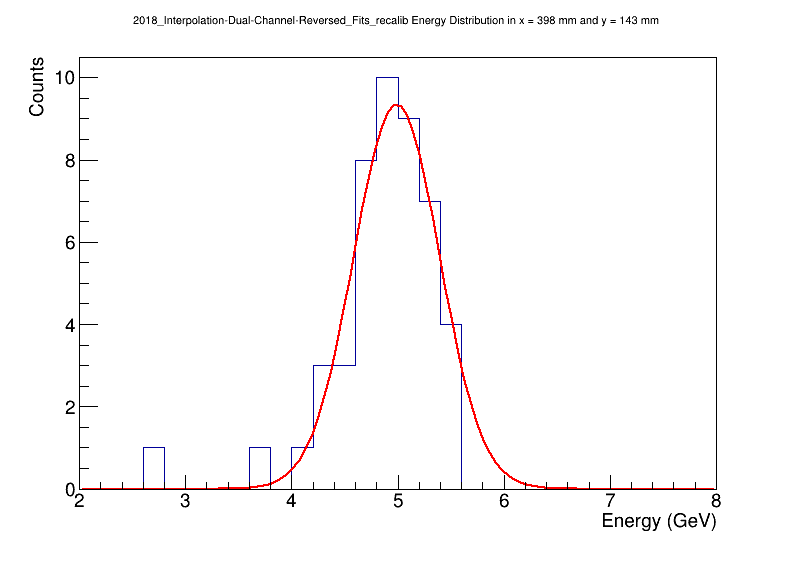 2018_Interpolation-Dual-Channel-Reversed_Fits_recalib Energy Distribution in x = 398 mm and y = 143 mm
Counts
10
8
6
4
2
0
2 3 4 5 6 7 8
Energy (GeV)